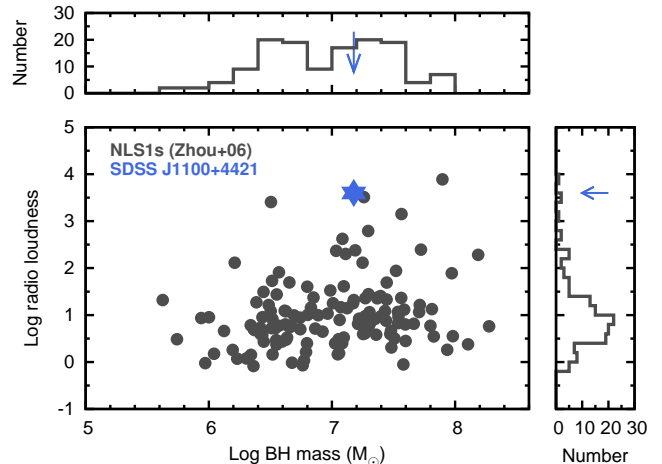 30
20
10
0
Number
5
4
3
2
1
0
-1
Log radio loudness
NLS1s (Zhou+06)
SDSS J1100+4421
5 6 7 8
Log BH mass (M☉)
0 10 20 30
Number